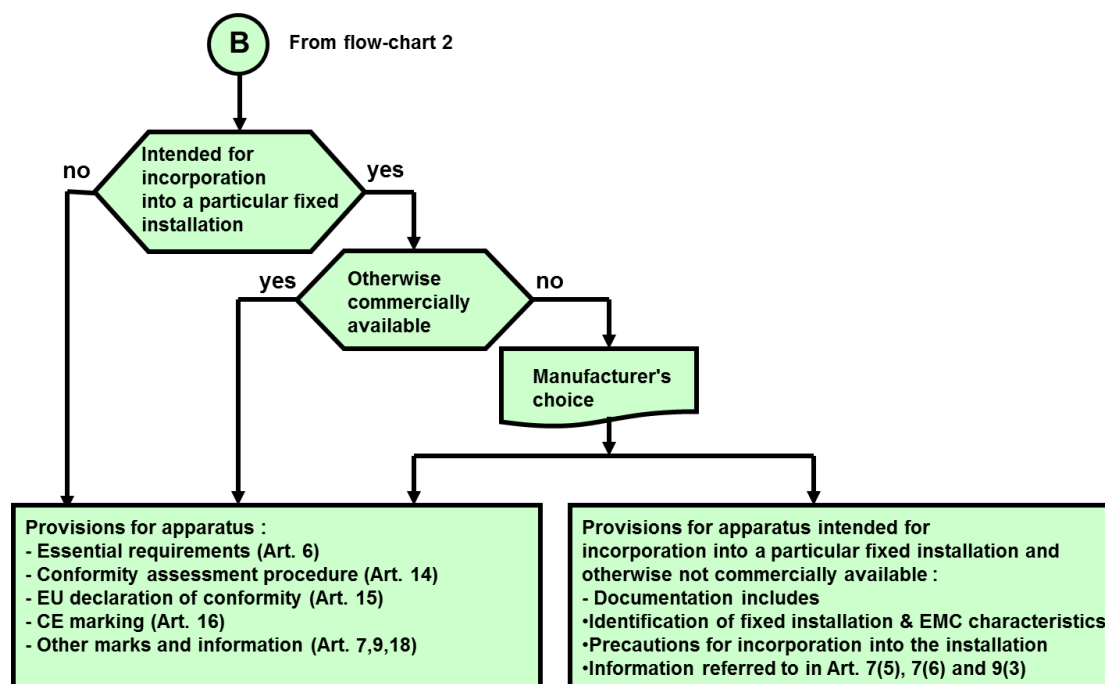 B
From flow-chart 2
no
Intended for
incorporation
into a particular fixed
installation
yes
yes
Otherwise
commercially
available
no
Manufacturer's
choice
Provisions for apparatus :
- Essential requirements (Art. 6)
- Conformity assessment procedure (Art. 14)
- EU declaration of conformity (Art. 15)
- CE marking (Art. 16)
- Other marks and information (Art. 7,9,18)
Provisions for apparatus intended for
incorporation into a particular fixed installation and
otherwise not commercially available :
- Documentation includes
•Identification of fixed installation & EMC characteristics
•Precautions for incorporation into the installation
•Information referred to in Art. 7(5), 7(6) and 9(3)